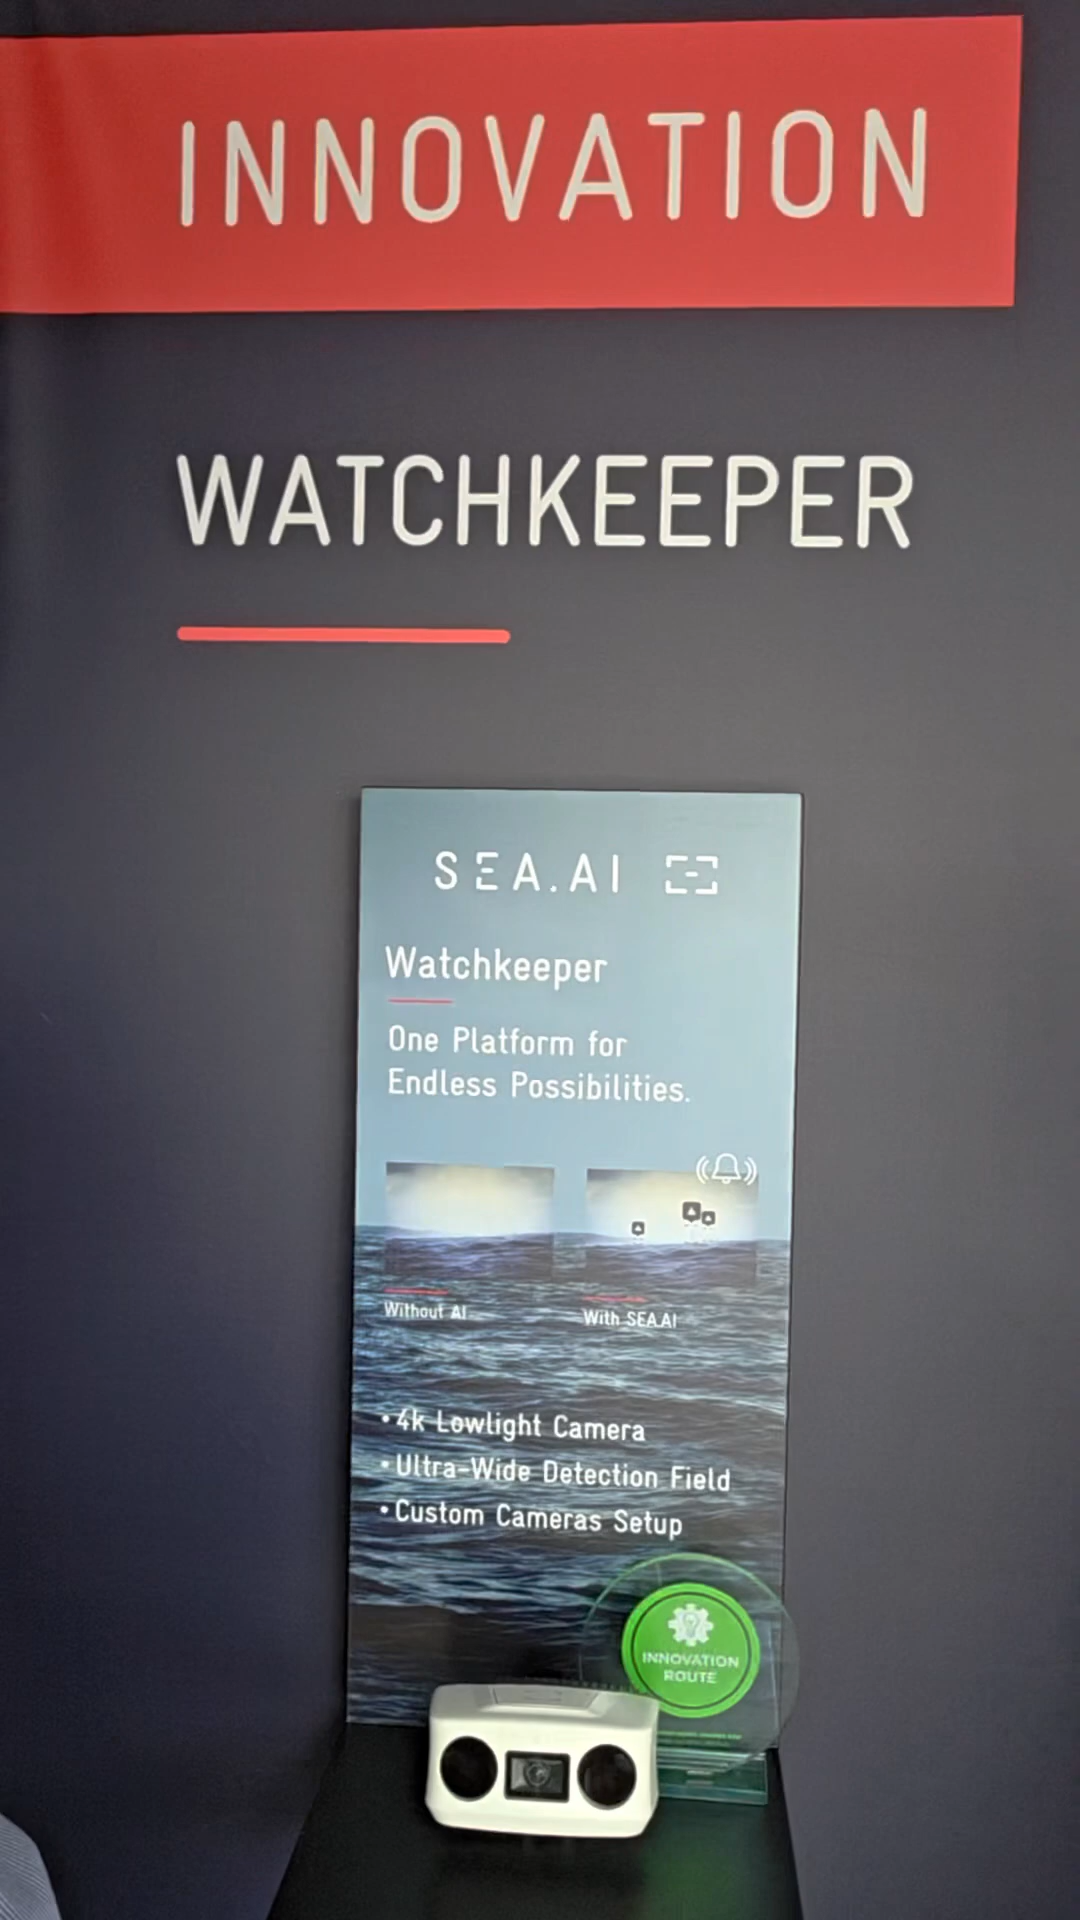 INNOVATION
WATCHKEEPER
SEA.AI
Watchkeeper
One Platform for
Endless Possibilities.
Without AI
With SEA.AI
• 4k Lowlight Camera
• Ultra-Wide Detection Field
• Custom Cameras Setup
INNOVATION
ROUTE